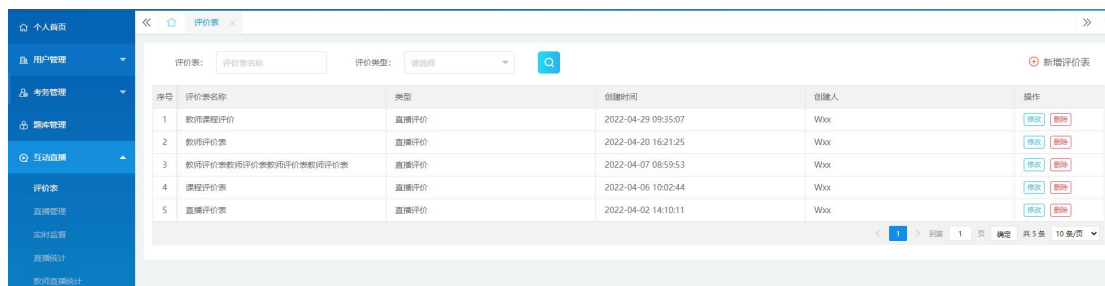 个人首页
用户管理
考务管理
题库管理
互动直播
评价表
直播管理
实时监督
直播统计
教师直播统计
评价表 ×
评价表： 评价表名称 评价类型： 请选择 新增评价表
序号 评价表名称 类型 创建时间 创建人 操作
1 教师课程评价 直播评价 2022-04-29 09:35:07 Wxx 修改 删除
2 教师评价表 直播评价 2022-04-20 16:21:25 Wxx 修改 删除
3 教师评价表教师评价表教师评价表教师评价表 直播评价 2022-04-07 08:59:53 Wxx 修改 删除
4 课程评价表 直播评价 2022-04-06 10:02:44 Wxx 修改 删除
5 直播评价表 直播评价 2022-04-02 14:10:11 Wxx 修改 删除
1 到第 1 页 确定 共 5 条 10 条/页